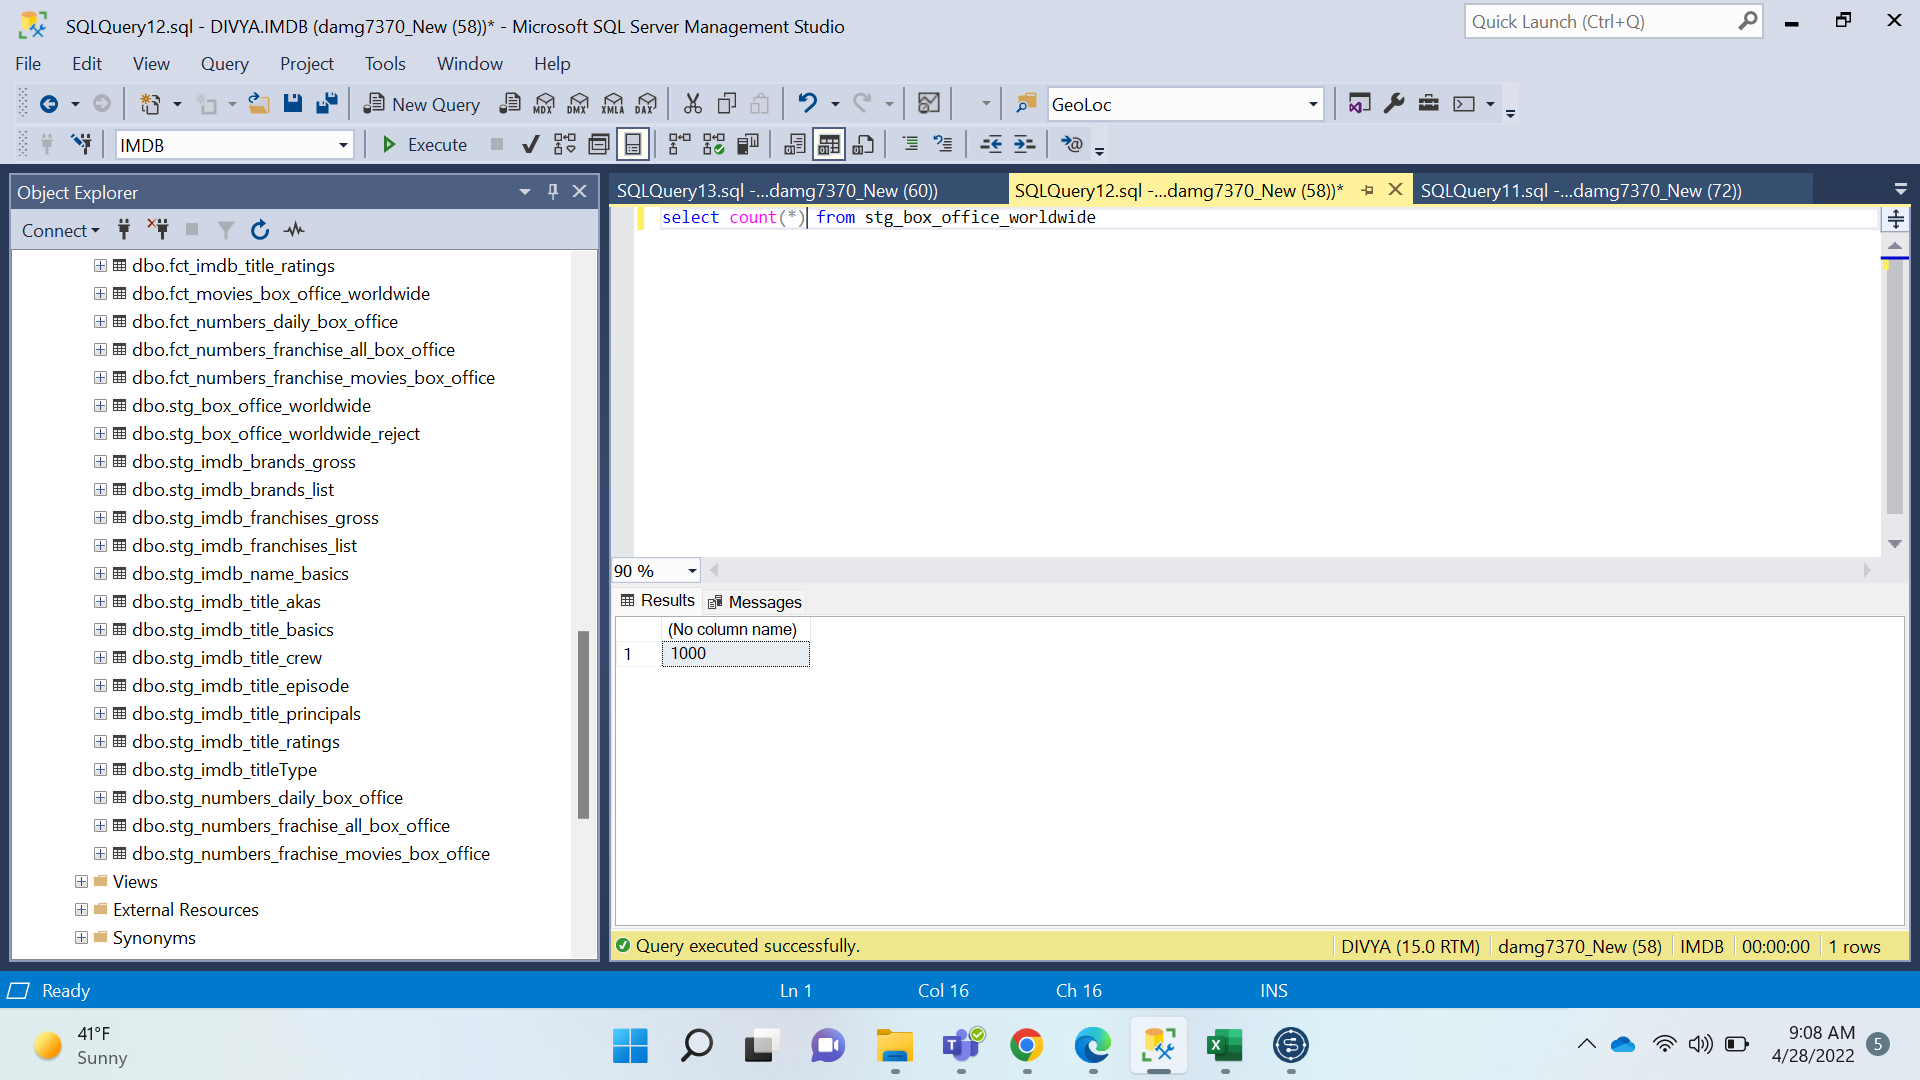 SQLQuery12.sql - DIVYA.IMDB (damg7370_New (58))* - Microsoft SQL Server Management Studio
Quick Launch (Ctrl+Q)
File Edit View Query Project Tools Window Help
New Query MDX DMX XMLA DAX GeoLoc
IMDB Execute
Object Explorer
SQLQuery13.sql -...damg7370_New (60)) SQLQuery12.sql -...damg7370_New (58))* SQLQuery11.sql -...damg7370_New (72))
Connect
select count(*) from stg_box_office_worldwide
dbo.fct_imdb_title_ratings
dbo.fct_movies_box_office_worldwide
dbo.fct_numbers_daily_box_office
dbo.fct_numbers_franchise_all_box_office
dbo.fct_numbers_franchise_movies_box_office
dbo.stg_box_office_worldwide
dbo.stg_box_office_worldwide_reject
dbo.stg_imdb_brands_gross
dbo.stg_imdb_brands_list
dbo.stg_imdb_franchises_gross
dbo.stg_imdb_franchises_list
dbo.stg_imdb_name_basics
dbo.stg_imdb_title_akas
dbo.stg_imdb_title_basics
dbo.stg_imdb_title_crew
dbo.stg_imdb_title_episode
dbo.stg_imdb_title_principals
dbo.stg_imdb_title_ratings
dbo.stg_imdb_titleType
dbo.stg_numbers_daily_box_office
dbo.stg_numbers_frachise_all_box_office
dbo.stg_numbers_frachise_movies_box_office
Views
External Resources
Synonyms
90 %
Results Messages
(No column name)
1 1000
Query executed successfully. DIVYA (15.0 RTM) damg7370_New (58) IMDB 00:00:00 1 rows
Ready Ln 1 Col 16 Ch 16 INS
41°F
Sunny
9:08 AM
4/28/2022
5